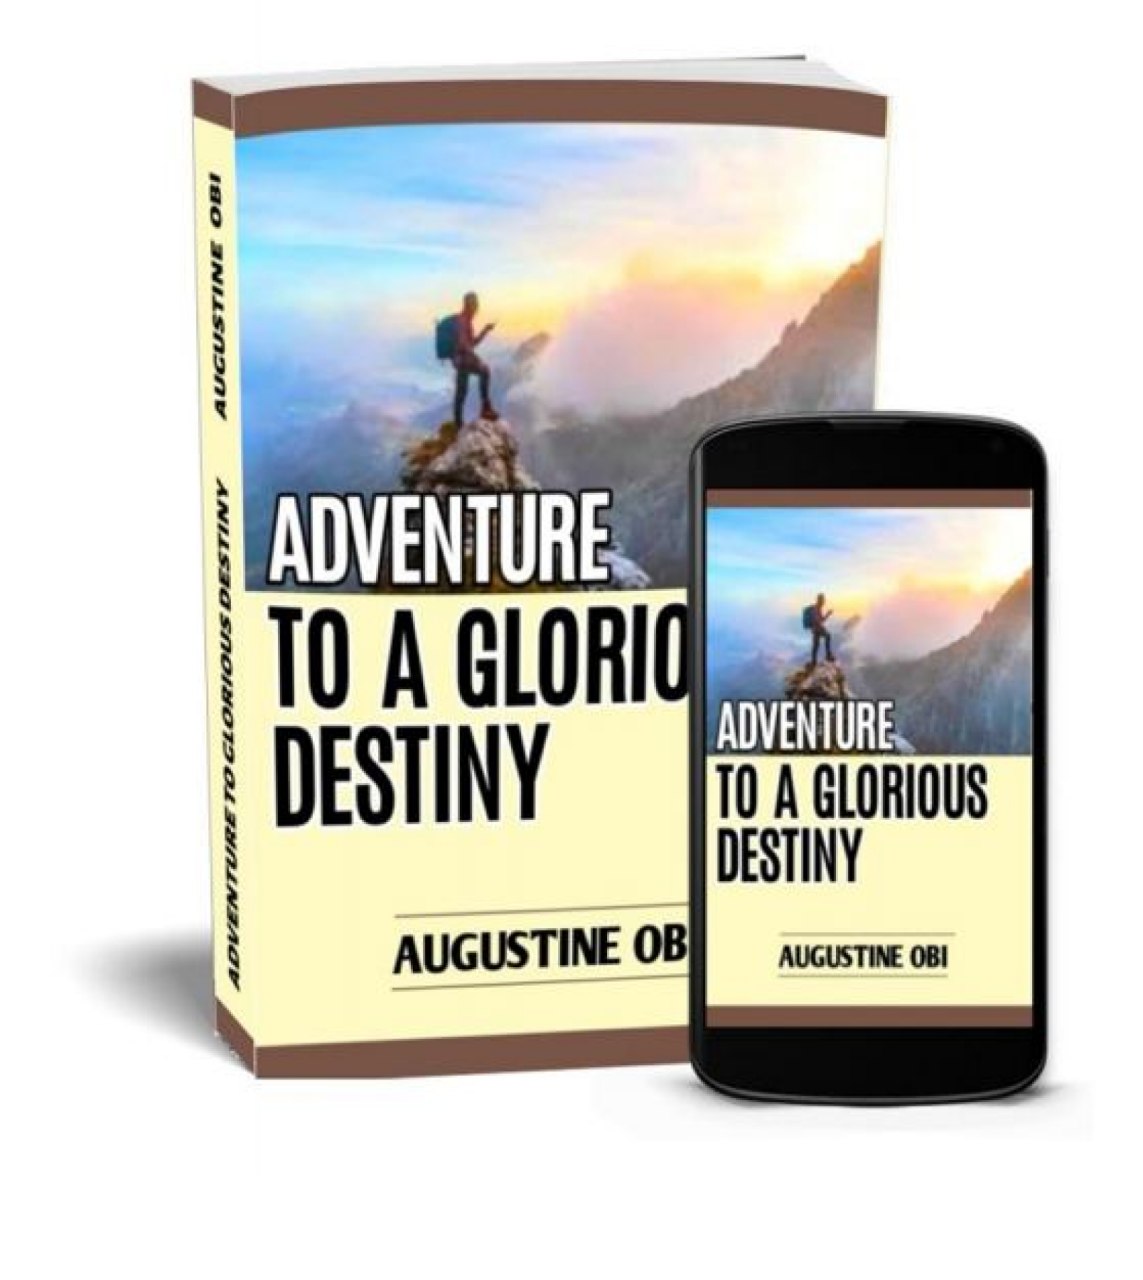 AUGUSTINE OBI
ADVENTURE TO GLORIOUS DESTINY
ADVENTURE
TO A GLORIO
DESTINY
AUGUSTINE OB
ADVENTURE
TO A GLORIOUS
DESTINY
AUGUSTINE OBI